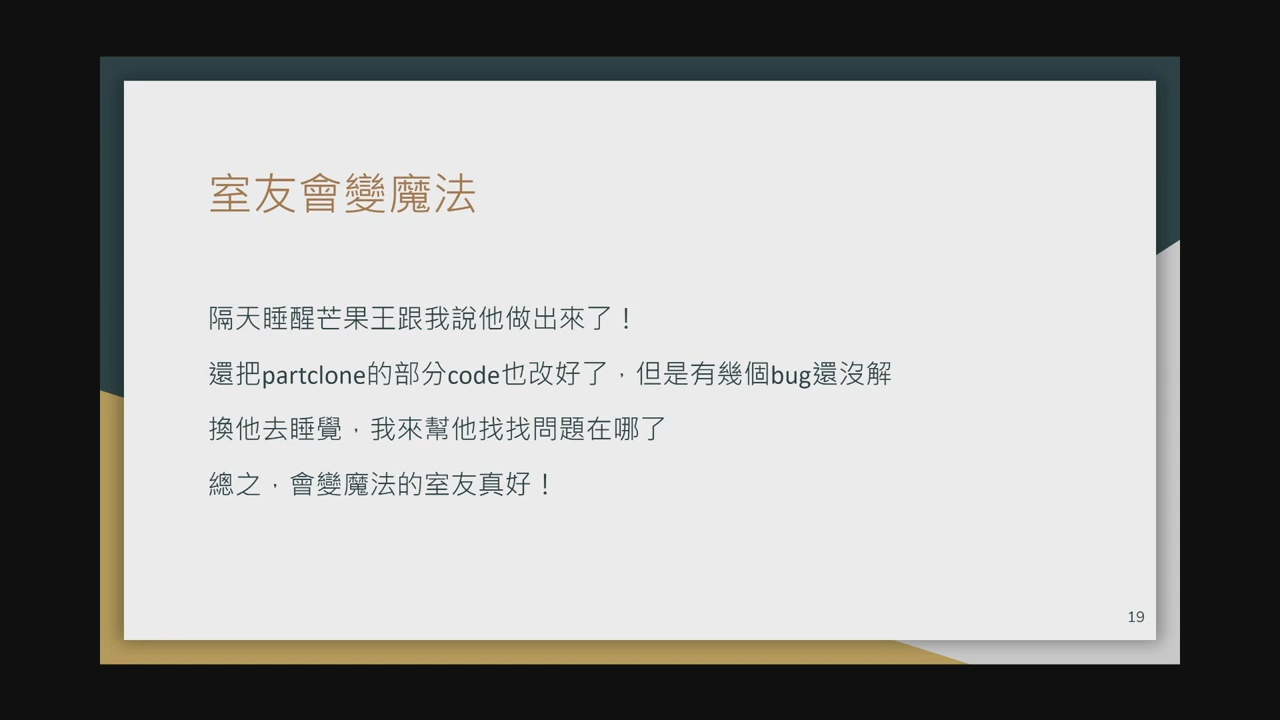 室友會變魔法
隔天睡醒芒果王跟我說他做出來了！
還把partclone的部分code也改好了，但是有幾個bug還沒解
換他去睡覺，我來幫他找找問題在哪了
總之，會變魔法的室友真好！
19